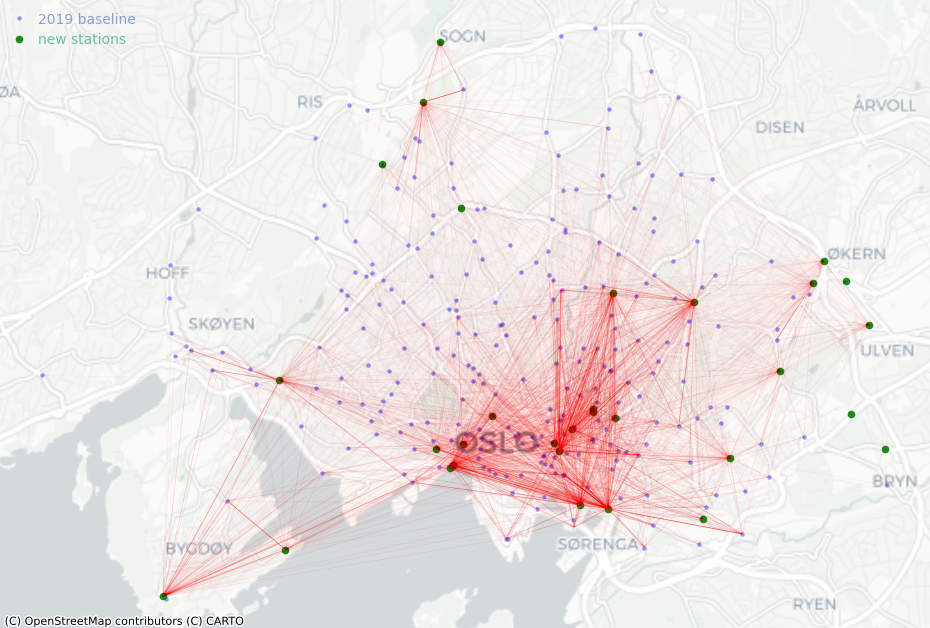 2019 baseline
new stations
SOGN
ØA
RIS
ÅRVOLL
DISEN
ØKERN
HOFF
SKØYEN
ULVEN
OSLO
BRYN
BYGDØY
SØRENGA
RYEN
(C) OpenStreetMap contributors (C) CARTO